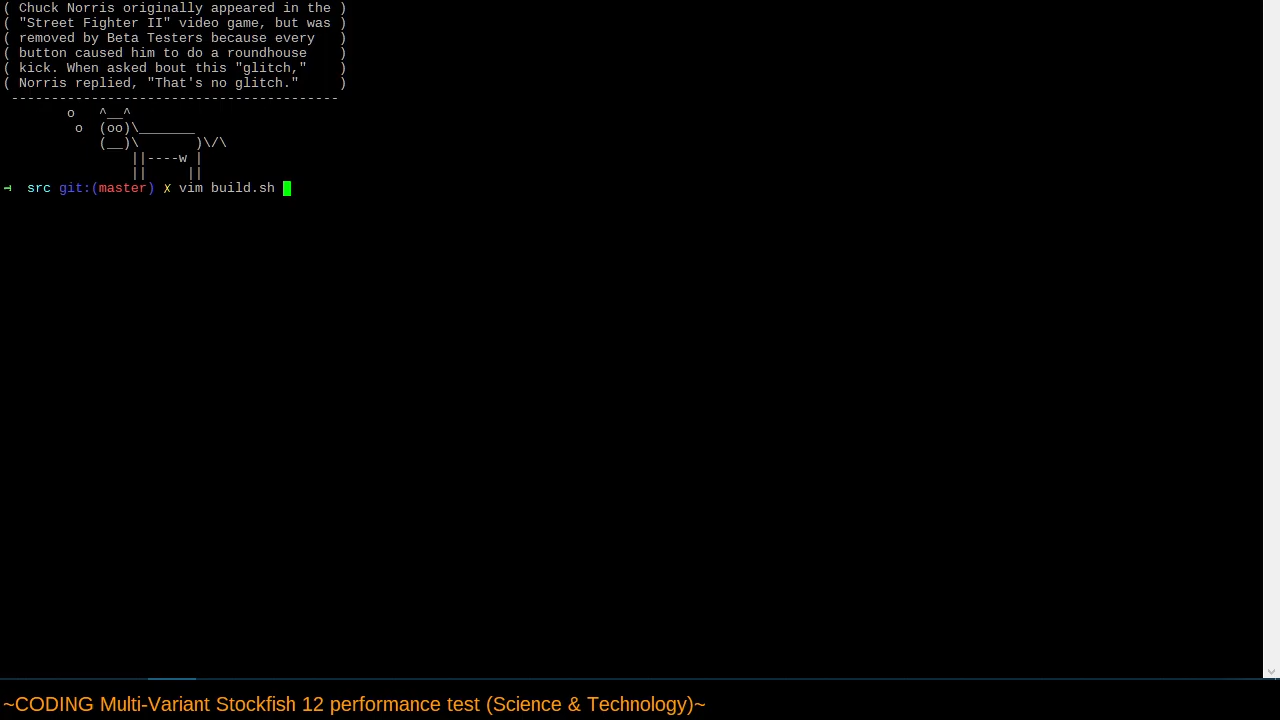 ( Chuck Norris originally appeared in the )
( "Street Fighter II" video game, but was )
( removed by Beta Testers because every   )
( button caused him to do a roundhouse    )
( kick. When asked bout this "glitch,"    )
( Norris replied, "That's no glitch."     )
 -----------------------------------------
        o   ^__^
         o  (oo)\_______
            (__)\       )\/\
                ||----w |
                ||     ||
→  src git:(master) ✗ vim build.sh
~CODING Multi-Variant Stockfish 12 performance test (Science & Technology)~